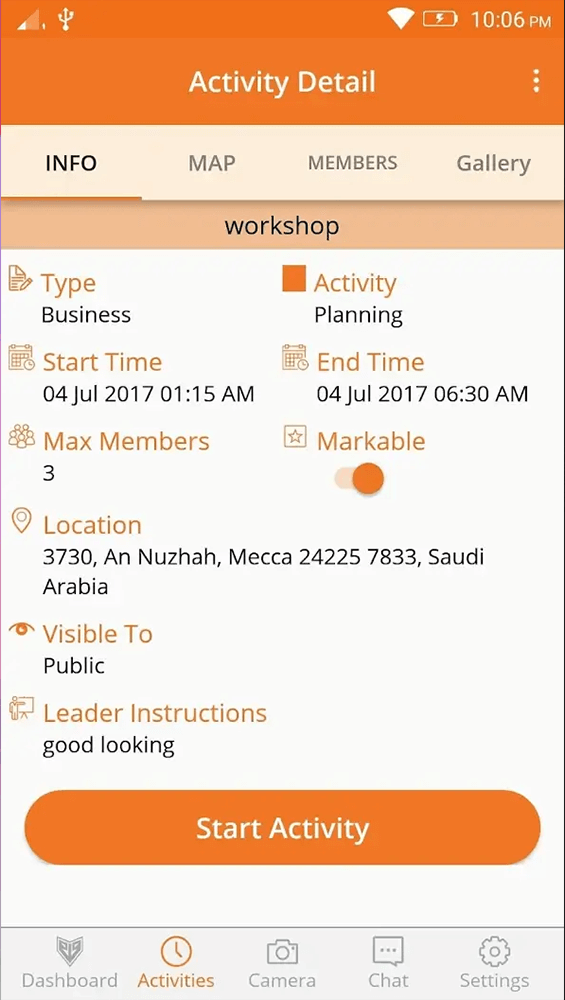 10:06 PM
Activity Detail
INFO MAP MEMBERS Gallery
workshop
Type Activity
Business Planning
Start Time End Time
04 Jul 2017 01:15 AM 04 Jul 2017 06:30 AM
Max Members Markable
3
Location
3730, An Nuzhah, Mecca 24225 7833, Saudi
Arabia
Visible To
Public
Leader Instructions
good looking
Start Activity
Dashboard Activities Camera Chat Settings